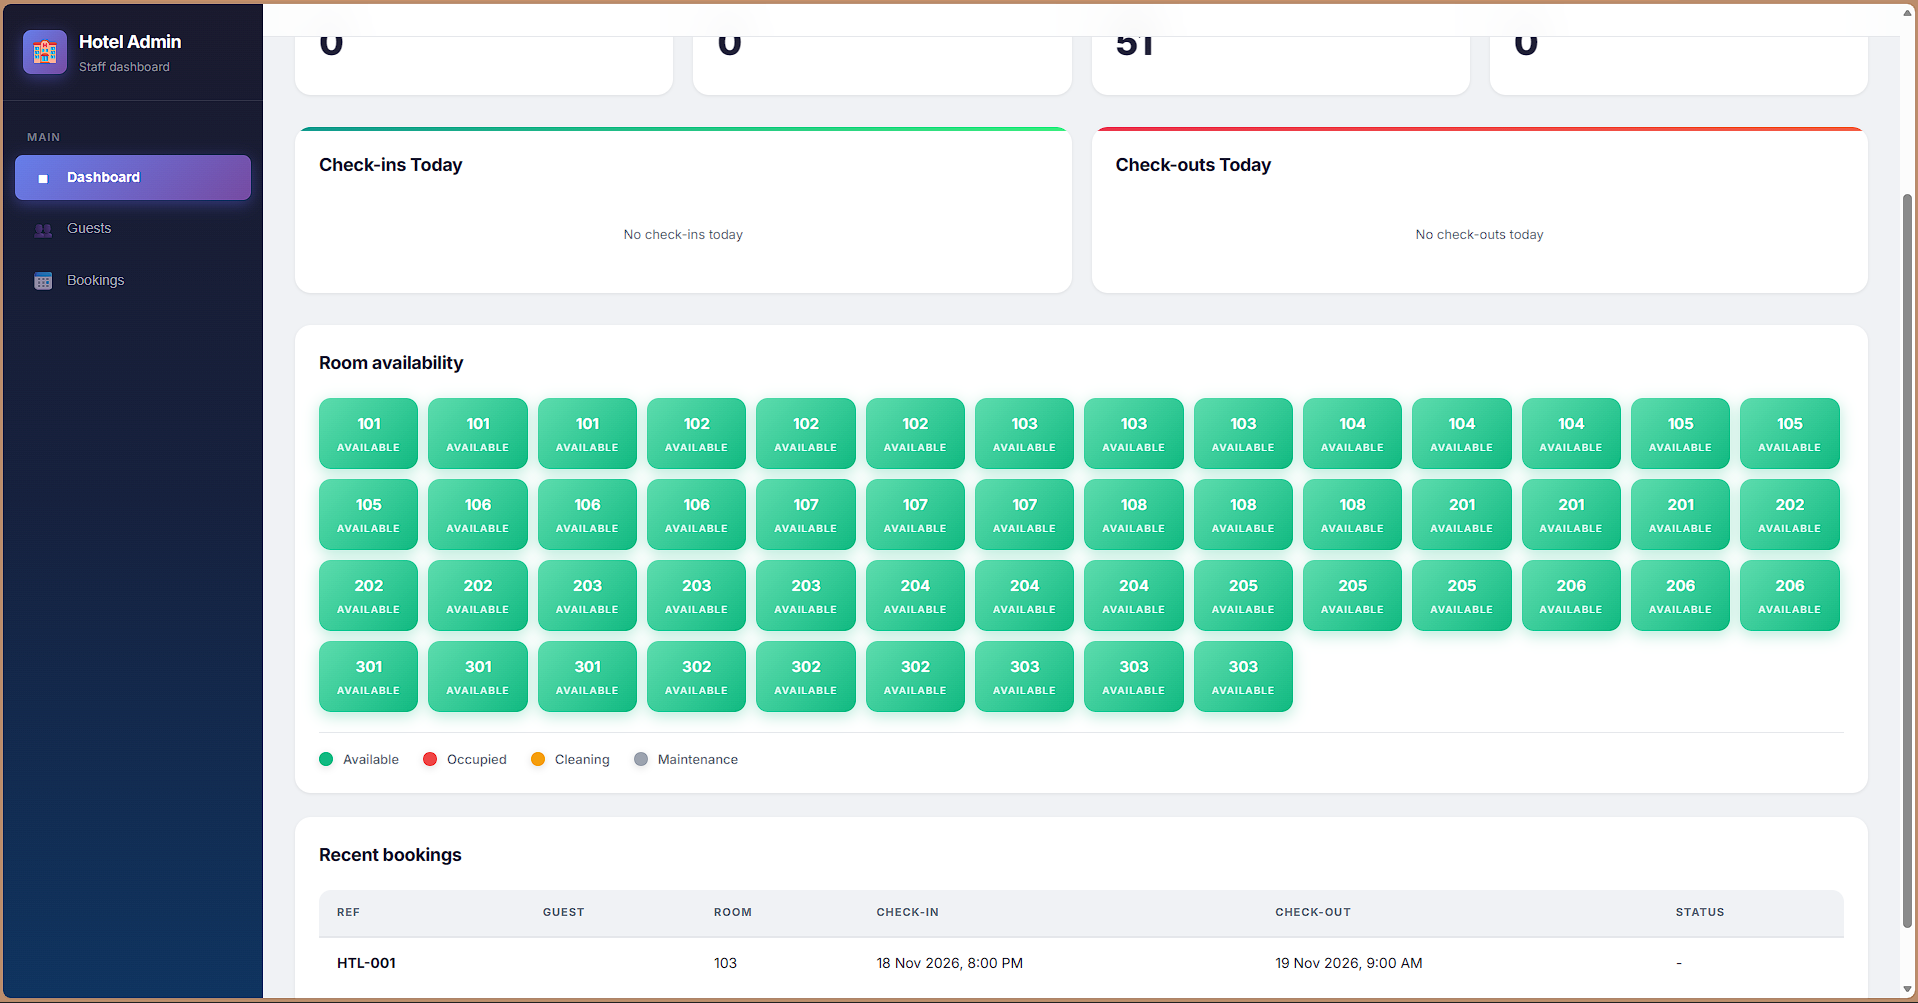 Hotel Admin
Staff dashboard
MAIN
Dashboard
Guests
Bookings
0 0 51 0
Check-ins Today
No check-ins today
Check-outs Today
No check-outs today
Room availability
101 101 101 102 102 102 103 103 103 104 104 104 105 105
AVAILABLE AVAILABLE AVAILABLE AVAILABLE AVAILABLE AVAILABLE AVAILABLE AVAILABLE AVAILABLE AVAILABLE AVAILABLE AVAILABLE AVAILABLE AVAILABLE
105 106 106 106 107 107 107 108 108 108 201 201 201 202
AVAILABLE AVAILABLE AVAILABLE AVAILABLE AVAILABLE AVAILABLE AVAILABLE AVAILABLE AVAILABLE AVAILABLE AVAILABLE AVAILABLE AVAILABLE AVAILABLE
202 202 203 203 203 204 204 204 205 205 205 206 206 206
AVAILABLE AVAILABLE AVAILABLE AVAILABLE AVAILABLE AVAILABLE AVAILABLE AVAILABLE AVAILABLE AVAILABLE AVAILABLE AVAILABLE AVAILABLE AVAILABLE
301 301 301 302 302 302 303 303 303
AVAILABLE AVAILABLE AVAILABLE AVAILABLE AVAILABLE AVAILABLE AVAILABLE AVAILABLE AVAILABLE
Available Occupied Cleaning Maintenance
Recent bookings
REF GUEST ROOM CHECK-IN CHECK-OUT STATUS
HTL-001 103 18 Nov 2026, 8:00 PM 19 Nov 2026, 9:00 AM -